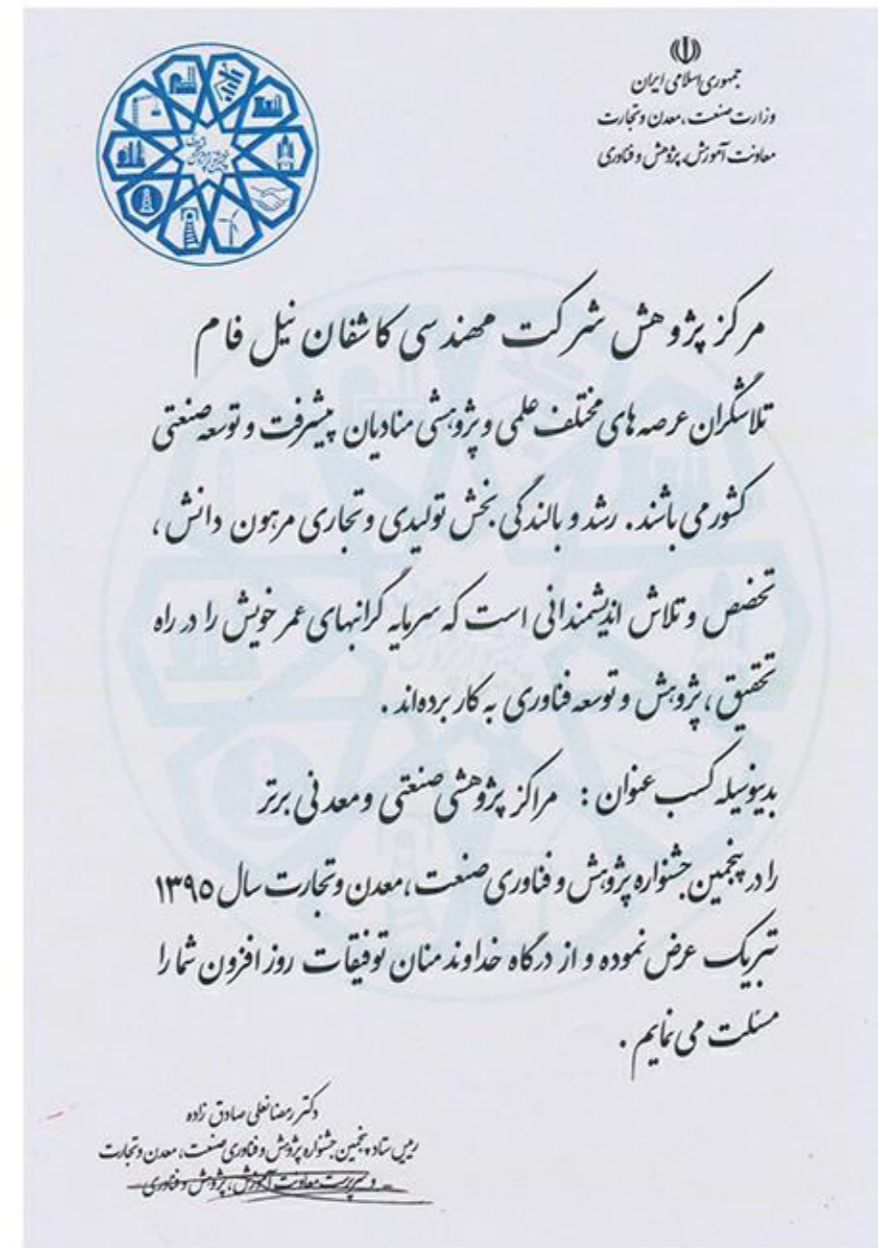 جمهوری اسلامی ایران
وزارت صنعت، معدن و تجارت
معاونت آموزش، پژوهش و فناوری
مرکز پژوهش شرکت مهندسی کاشفان نیل فام
تلاشگران عرصه های مختلف علمی و پژوهشی منادیان پیشرفت و توسعه صنعتی
کشور می باشند. رشد و بالندگی بخش تولیدی و تجاری مرهون دانش،
تخصص و تلاش اندیشمندانی است که سرمایه گرانبهای عمر خویش را در راه
تحقیق، پژوهش و توسعه فناوری به کار برده‌اند.
بدینوسیله کسب عنوان: مراکز پژوهشی صنعتی و معدنی برتر
را در پنجمین جشنواره پژوهش و فناوری صنعت، معدن و تجارت سال ۱۳۹۵
تبریک عرض نموده و از درگاه خداوند منان توفیقات روز افزون شما را
مسئلت می نمایم.
دکتر رمضانعلی صادق زاده
رییس ستاد پنجمین جشنواره پژوهش و فناوری صنعت، معدن و تجارت
و سرپرست معاونت آموزش، پژوهش و فناوری